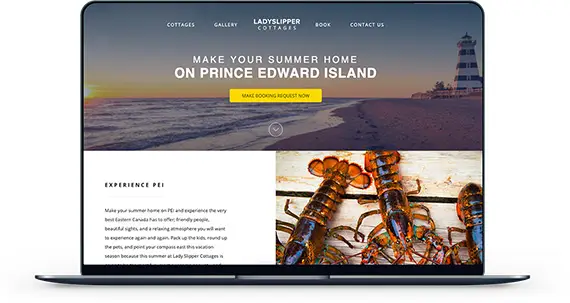 COTTAGES GALLERY LADYSLIPPER COTTAGES BOOK CONTACT US
MAKE YOUR SUMMER HOME
ON PRINCE EDWARD ISLAND
MAKE BOOKING REQUEST NOW
EXPERIENCE PEI
Make your summer home on PEI and experience the very
best Eastern Canada has to offer; friendly people,
beautiful sights, and a relaxing atmosphere you will want
to experience again and again. Pack up the kids, round up
the pets, and point your compass east this vacation
season because this summer at Lady Slipper Cottages is